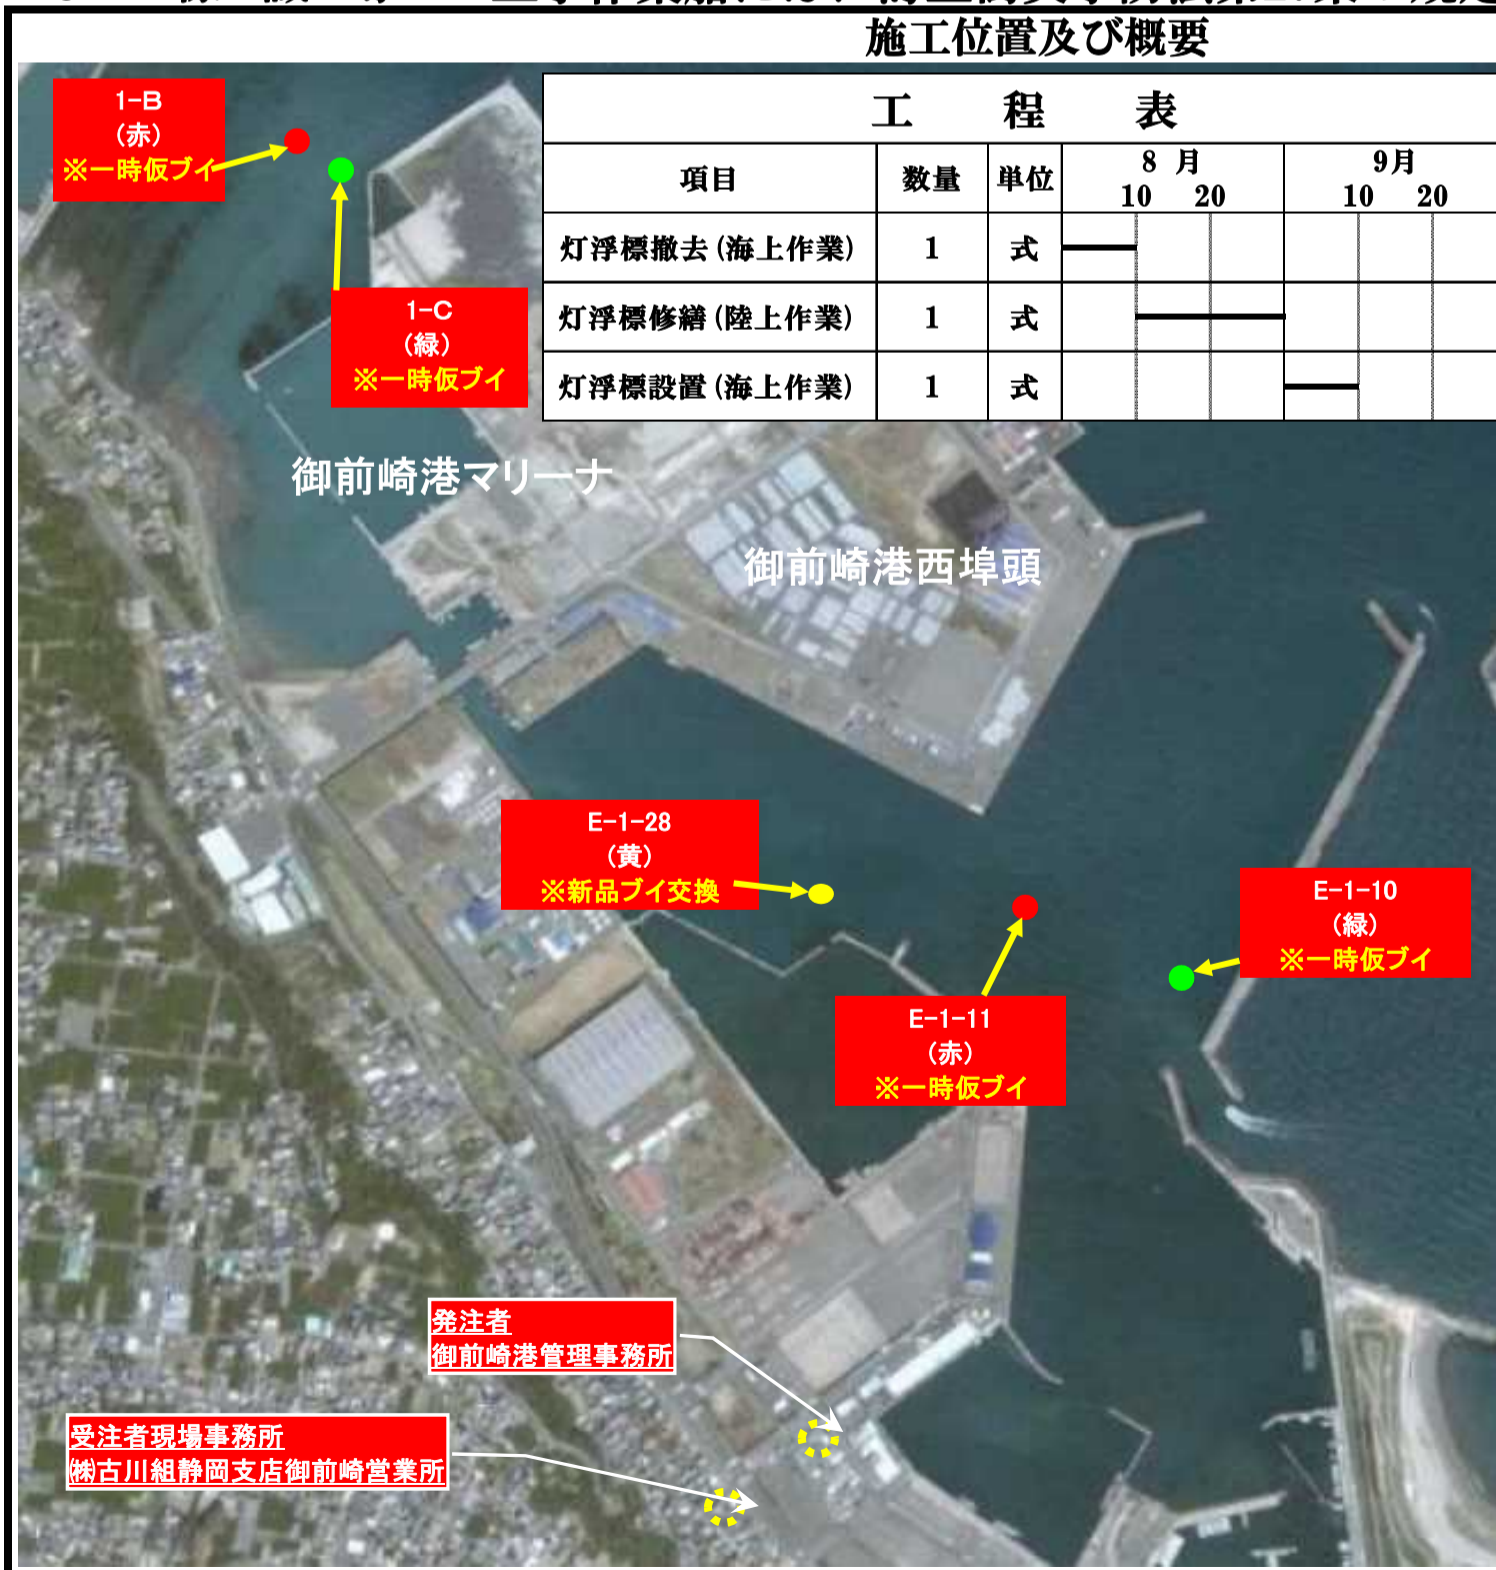 施工位置及び概要
工程表
項目 数量 単位 8月 9月
10 20 10 20
灯浮標撤去(海上作業) 1 式
灯浮標修繕(陸上作業) 1 式
灯浮標設置(海上作業) 1 式
1-B
(赤)
※一時仮ブイ
1-C
(緑)
※一時仮ブイ
御前崎港マリーナ
御前崎港西埠頭
E-1-28
(黄)
※新品ブイ交換
E-1-10
(緑)
※一時仮ブイ
E-1-11
(赤)
※一時仮ブイ
発注者
御前崎港管理事務所
受注者現場事務所
㈱古川組静岡支店御前崎営業所